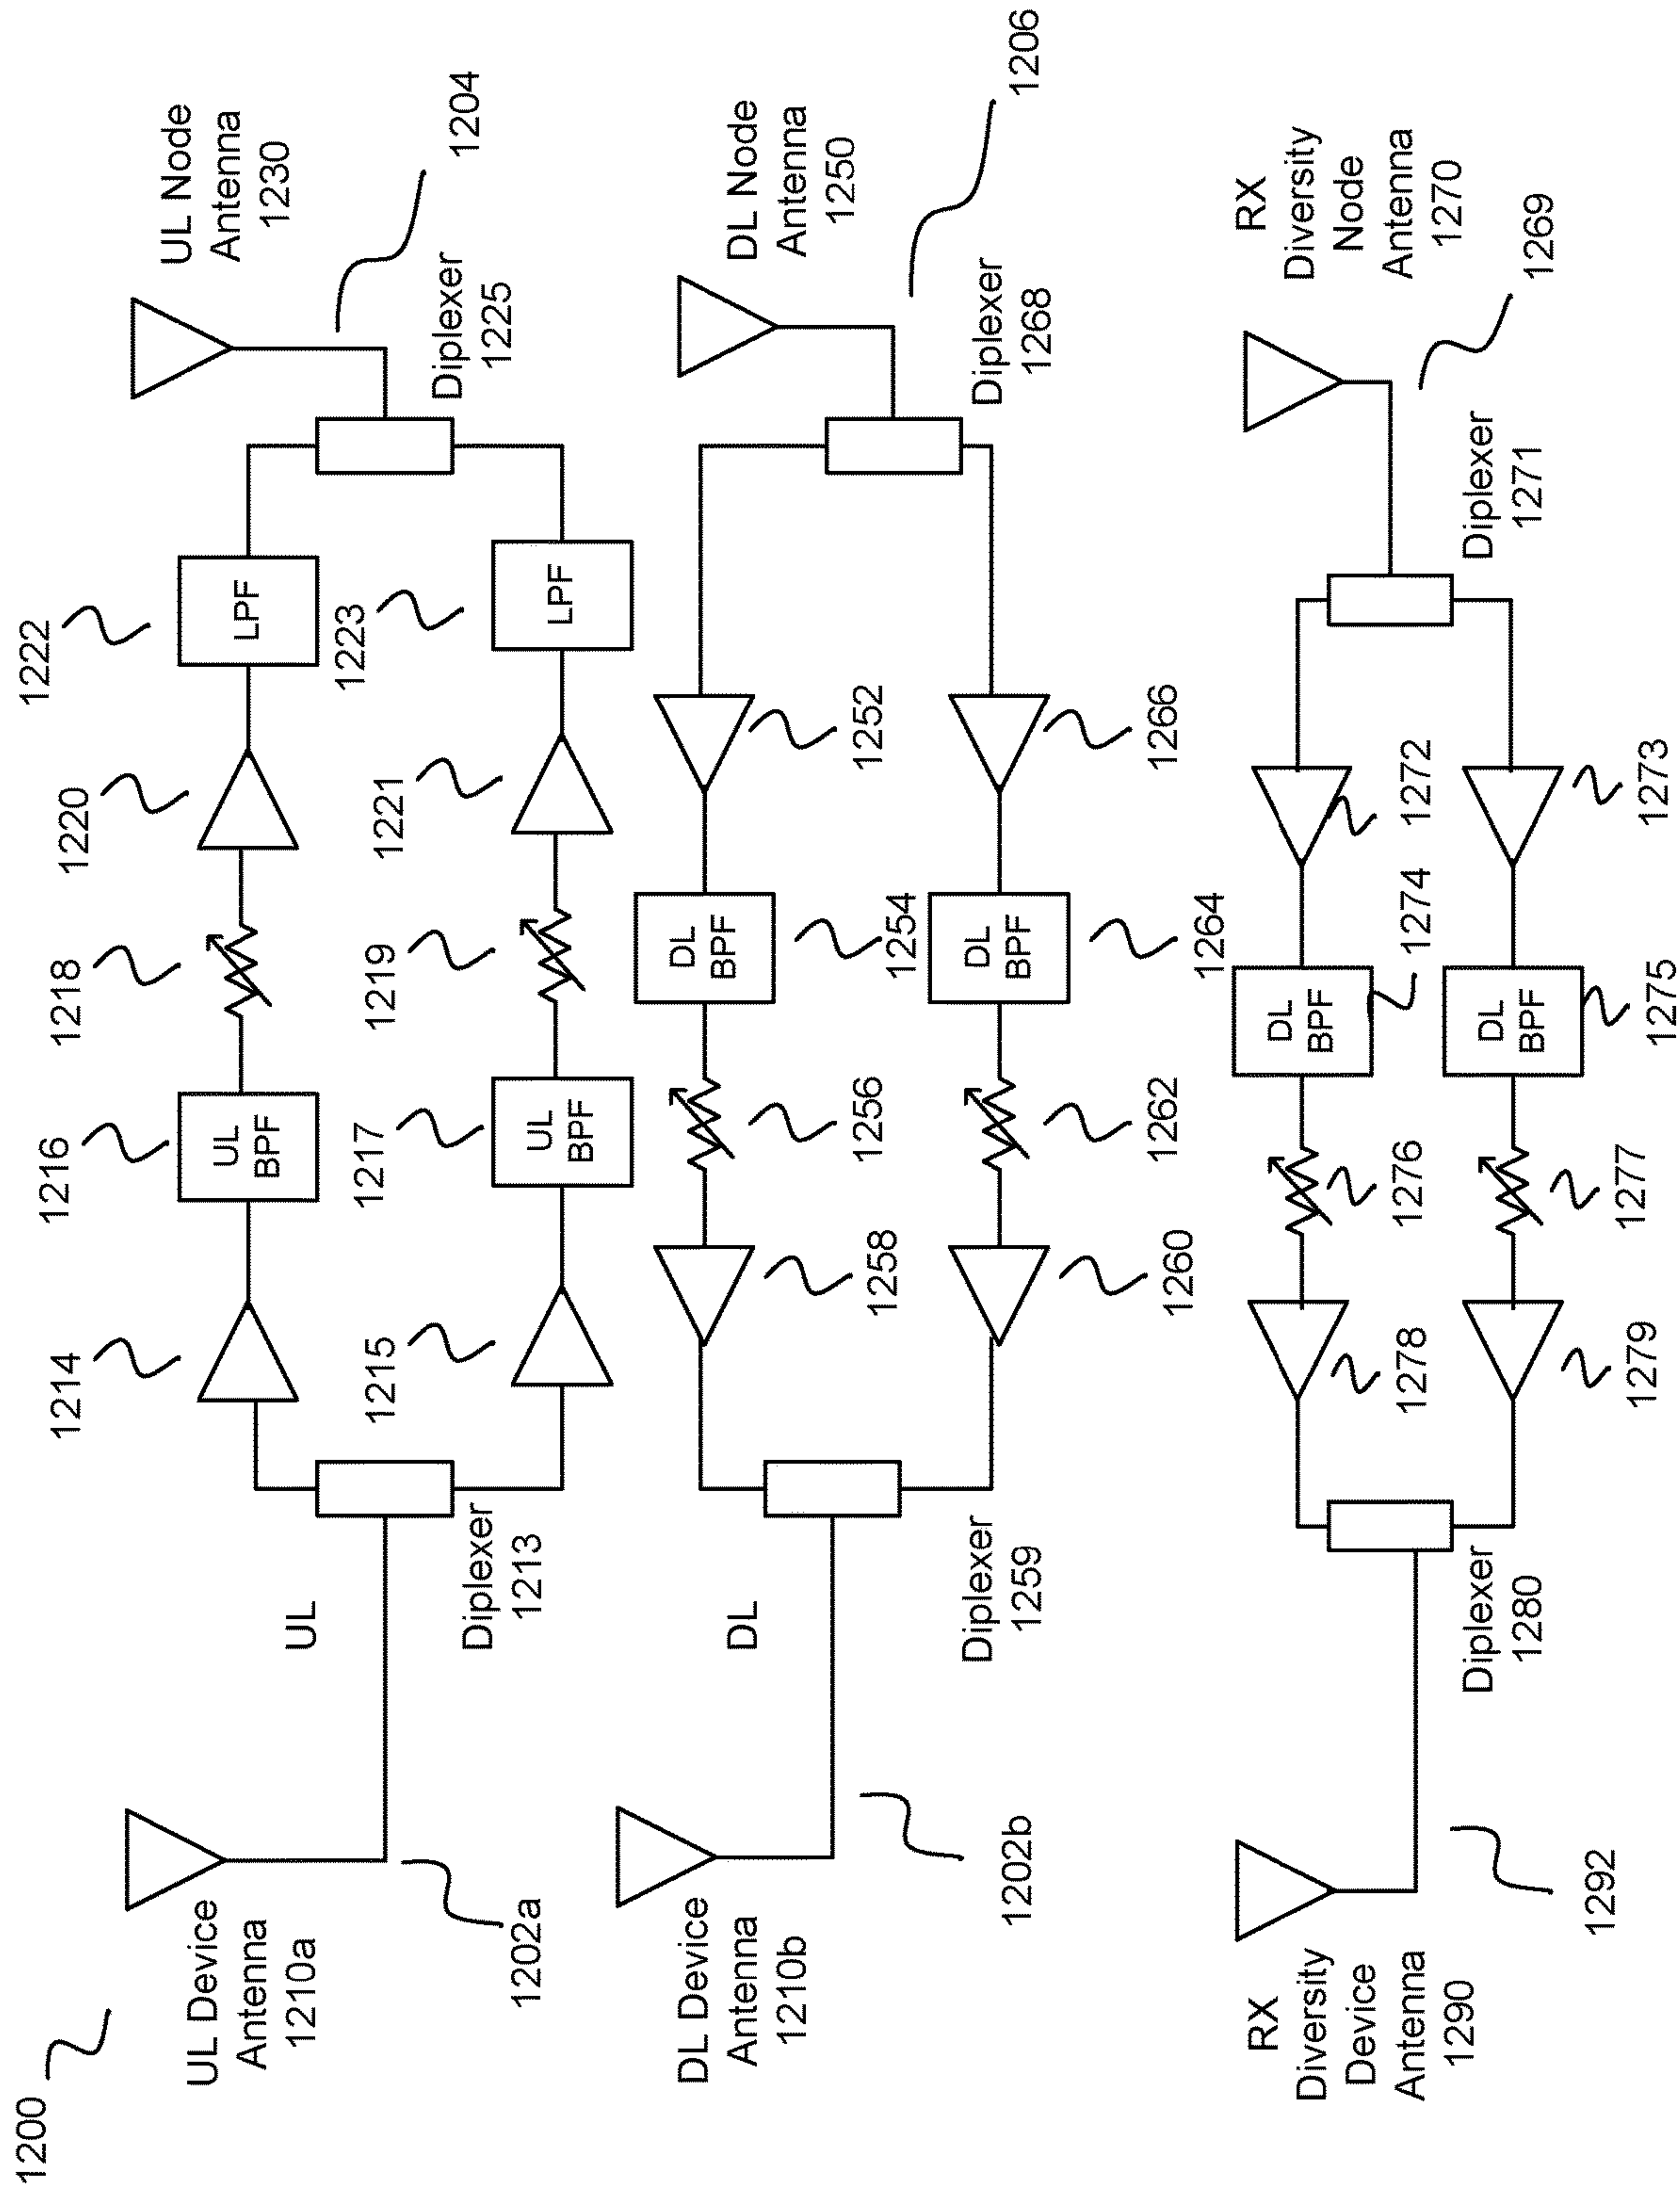 1200
UL Device
Antenna
1210a
1202a
UL
Diplexer
1213
1214
1215
1216
UL
BPF
1217
UL
BPF
1218
1219
1220
1221
1222
LPF
1223
LPF
Diplexer
1225
UL Node
Antenna
1230
1204
DL Device
Antenna
1210b
1202b
DL
Diplexer
1259
1258
1260
1256
1262
DL
BPF
1254
DL
BPF
1264
1252
1266
Diplexer
1268
DL Node
Antenna
1250
1206
RX
Diversity
Device
Antenna
1290
1292
Diplexer
1280
1278
1279
1276
1277
DL
BPF
1274
DL
BPF
1275
1272
1273
Diplexer
1271
RX
Diversity
Node
Antenna
1270
1269